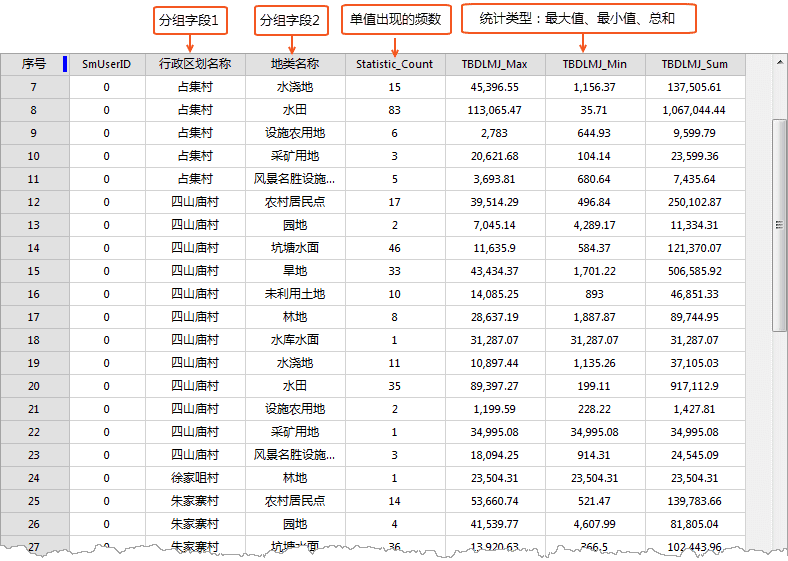 分组字段1 分组字段2 单值出现的频数 统计类型：最大值、最小值、总和
序号 SmUserID 行政区划名称 地类名称 Statistic_Count TBDLMJ_Max TBDLMJ_Min TBDLMJ_Sum
7 0 占集村 水浇地 15 45,396.55 1,156.37 137,505.61
8 0 占集村 水田 83 113,065.47 35.71 1,067,044.44
9 0 占集村 设施农用地 6 2,783 644.93 9,599.79
10 0 占集村 采矿用地 3 20,621.68 104.14 23,599.36
11 0 占集村 风景名胜设施... 5 3,693.81 680.64 7,435.64
12 0 四山庙村 农村居民点 17 39,514.29 496.84 250,102.87
13 0 四山庙村 园地 2 7,045.14 4,289.17 11,334.31
14 0 四山庙村 坑塘水面 46 11,635.9 584.37 121,370.07
15 0 四山庙村 旱地 33 43,434.37 1,701.22 506,585.92
16 0 四山庙村 未利用土地 10 14,085.25 893 46,851.33
17 0 四山庙村 林地 8 28,637.19 1,887.87 89,744.95
18 0 四山庙村 水库水面 1 31,287.07 31,287.07 31,287.07
19 0 四山庙村 水浇地 11 10,897.44 1,135.26 37,105.03
20 0 四山庙村 水田 35 89,397.27 199.11 917,112.9
21 0 四山庙村 设施农用地 2 1,199.59 228.22 1,427.81
22 0 四山庙村 采矿用地 1 34,995.08 34,995.08 34,995.08
23 0 四山庙村 风景名胜设施... 3 18,094.25 914.31 24,545.09
24 0 徐家咀村 林地 1 23,504.31 23,504.31 23,504.31
25 0 朱家寨村 农村居民点 14 53,660.74 521.47 139,783.66
26 0 朱家寨村 园地 4 41,539.77 4,607.99 81,805.04
27 0 朱家寨村 坑塘水面 36 13,920.63 366.5 102,443.96